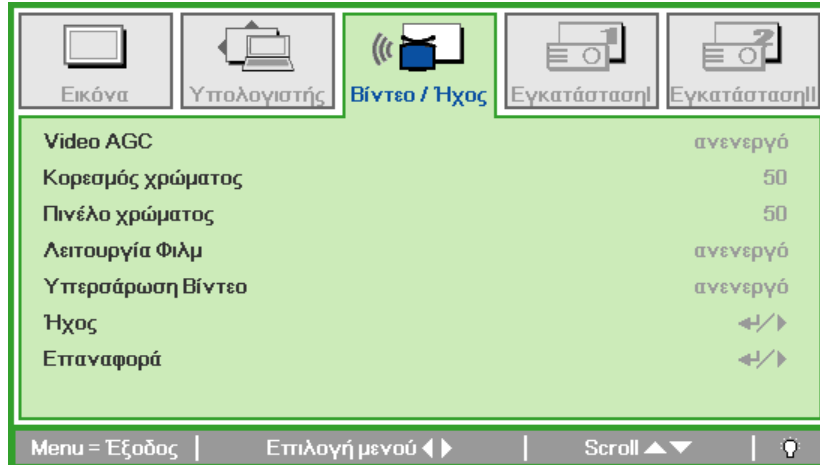 Εικόνα
Υπολογιστής
Βίντεο / Ήχος
ΕγκατάστασηI
ΕγκατάστασηII
Video AGC ανενεργό
Κορεσμός χρώματος 50
Πινέλο χρώματος 50
Λειτουργία Φιλμ ανενεργό
Υπερσάρωση Βίντεο ανενεργό
Ήχος
Επαναφορά
Menu = Έξοδος | Επιλογή μενού | Scroll